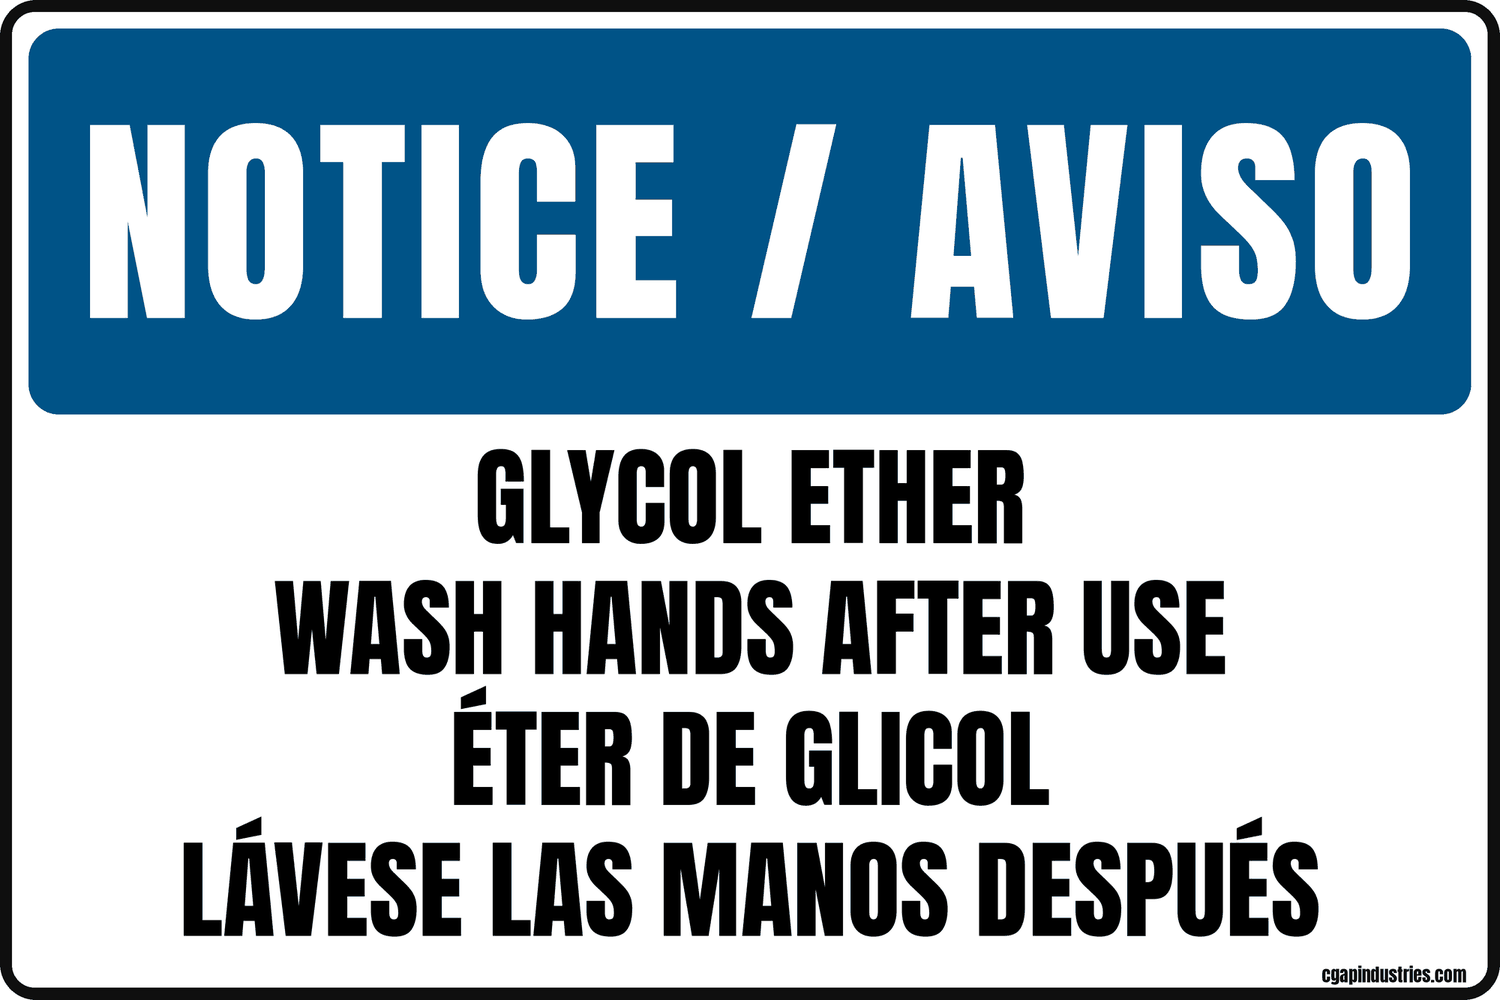 NOTICE / AVISO
GLYCOL ETHER
WASH HANDS AFTER USE
ÉTER DE GLICOL
LÁVESE LAS MANOS DESPUÉS
cgapindustries.com